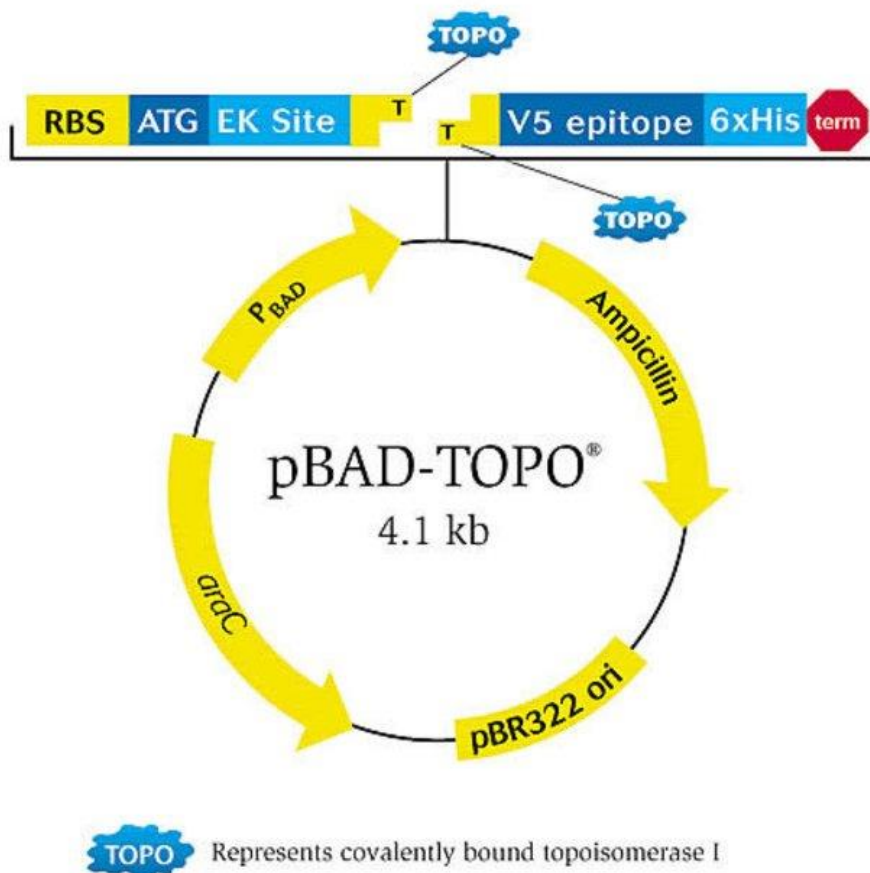 TOPO
RBS ATG EK Site T T V5 epitope 6xHis term
TOPO
PBAD
Ampicillin
pBAD-TOPO®
4.1 kb
araC
pBR322 ori
TOPO Represents covalently bound topoisomerase I